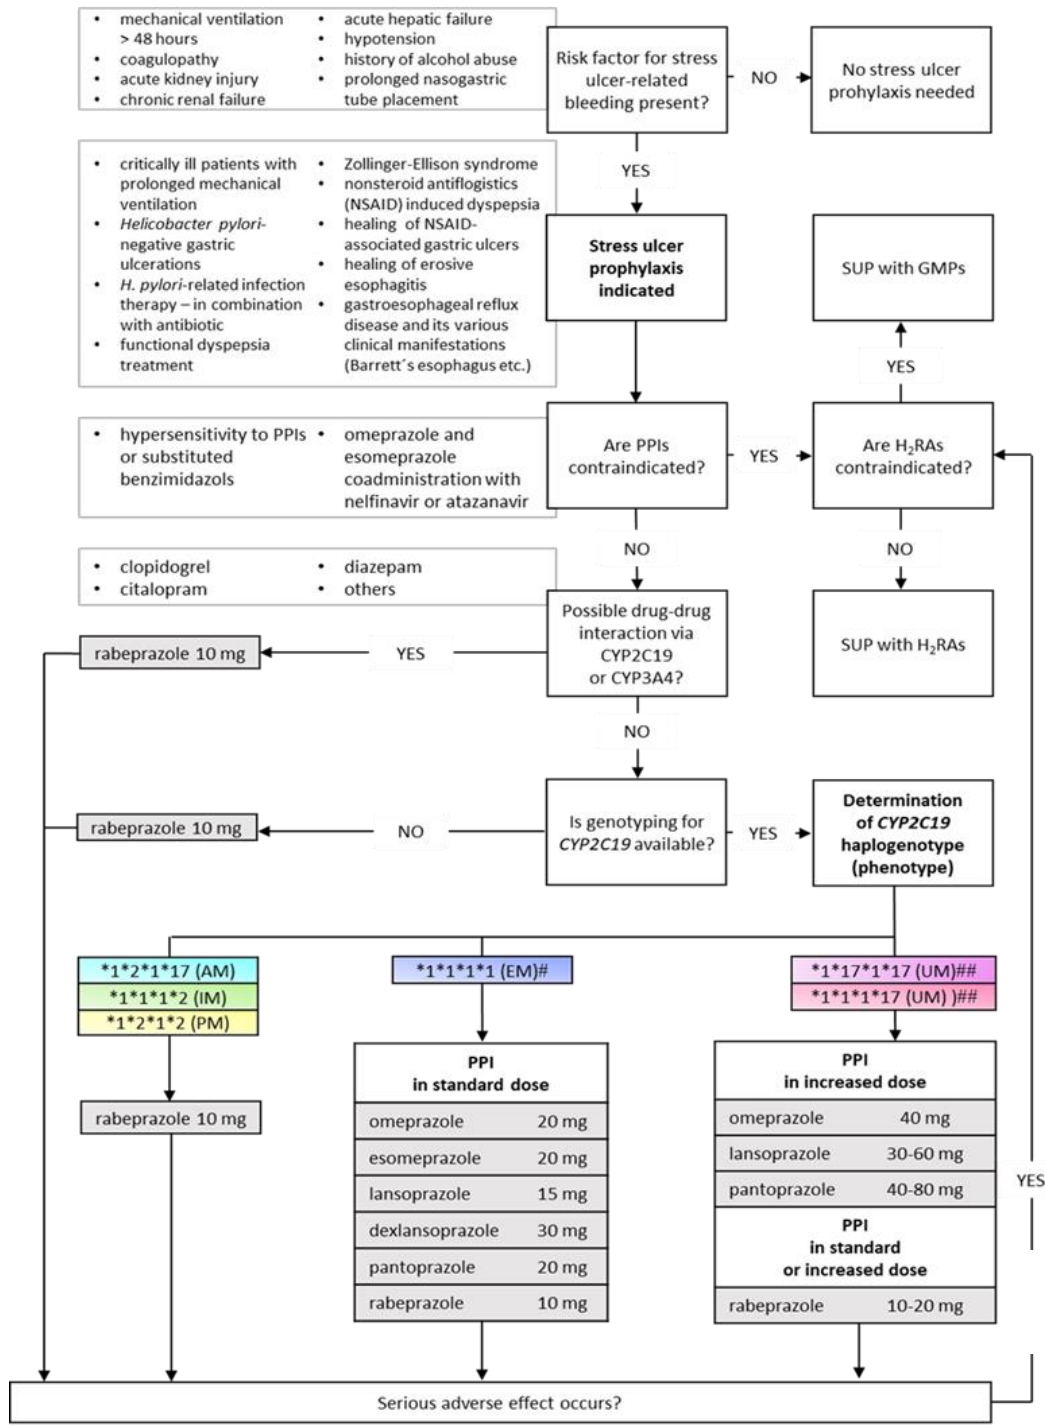 • mechanical ventilation
> 48 hours
• coagulopathy
• acute kidney injury
• chronic renal failure
• acute hepatic failure
• hypotension
• history of alcohol abuse
• prolonged nasogastric
tube placement
Risk factor for stress
ulcer-related
bleeding present?
NO
No stress ulcer
prohylaxis needed
YES
• critically ill patients with
prolonged mechanical
ventilation
• Helicobacter pylori-
negative gastric
ulcerations
• H. pylori-related infection
therapy – in combination
with antibiotic
• functional dyspepsia
treatment
• Zollinger-Ellison syndrome
• nonsteroid antiflogistics
(NSAID) induced dyspepsia
• healing of NSAID-
associated gastric ulcers
• healing of erosive
esophagitis
• gastroesophageal reflux
disease and its various
clinical manifestations
(Barrett´s esophagus etc.)
Stress ulcer
prophylaxis
indicated
SUP with GMPs
YES
• hypersensitivity to PPIs
or substituted
benzimidazols
• omeprazole and
esomeprazole
coadministration with
nelfinavir or atazanavir
Are PPIs
contraindicated?
YES
Are H₂RAs
contraindicated?
NO
NO
• clopidogrel
• citalopram
• diazepam
• others
Possible drug-drug
interaction via
CYP2C19
or CYP3A4?
SUP with H₂RAs
YES
rabeprazole 10 mg
NO
Is genotyping for
CYP2C19 available?
NO
rabeprazole 10 mg
YES
Determination
of CYP2C19
haplogenotype
(phenotype)
*1*2*1*17 (AM)
*1*1*1*2 (IM)
*1*2*1*2 (PM)
*1*1*1*1 (EM)#
*1*17*1*17 (UM)##
*1*1*1*17 (UM) )##
rabeprazole 10 mg
PPI
in standard dose
omeprazole 20 mg
esomeprazole 20 mg
lansoprazole 15 mg
dexlansoprazole 30 mg
pantoprazole 20 mg
rabeprazole 10 mg
PPI
in increased dose
omeprazole 40 mg
lansoprazole 30-60 mg
pantoprazole 40-80 mg
PPI
in standard
or increased dose
rabeprazole 10-20 mg
YES
Serious adverse effect occurs?